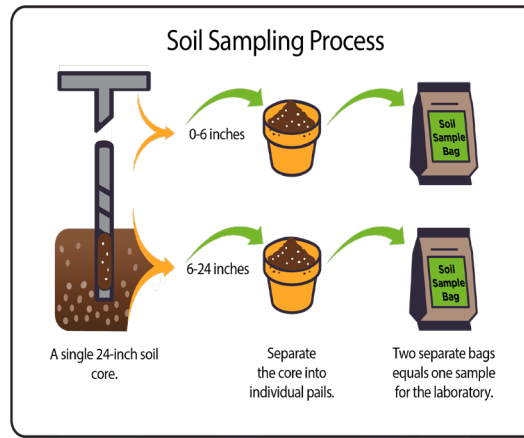 Soil Sampling Process
0-6 inches
Soil
Sample
Bag
6-24 inches
Soil
Sample
Bag
A single 24-inch soil
core.
Separate
the core into
individual pails.
Two separate bags
equals one sample
for the laboratory.